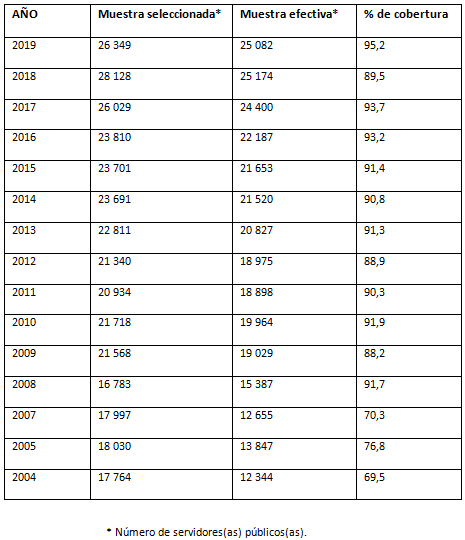 AÑO Muestra seleccionada* Muestra efectiva* % de cobertura
2019 26 349 25 082 95,2
2018 28 128 25 174 89,5
2017 26 029 24 400 93,7
2016 23 810 22 187 93,2
2015 23 701 21 653 91,4
2014 23 691 21 520 90,8
2013 22 811 20 827 91,3
2012 21 340 18 975 88,9
2011 20 934 18 898 90,3
2010 21 718 19 964 91,9
2009 21 568 19 029 88,2
2008 16 783 15 387 91,7
2007 17 997 12 655 70,3
2005 18 030 13 847 76,8
2004 17 764 12 344 69,5
* Número de servidores(as) públicos(as).